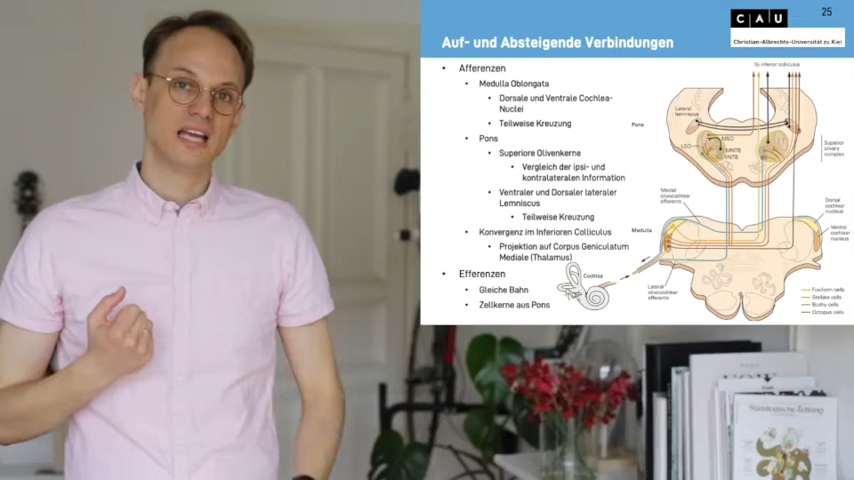 25
CAU
Christian-Albrechts-Universität zu Kiel
Auf- und Absteigende Verbindungen
• Afferenzen
• Medulla Oblongata
• Dorsale und Ventrale Cochlea-
Nuclei
• Teilweise Kreuzung
• Pons
• Superiore Olivenkerne
• Vergleich der ipsi- und
kontralateralen Information
• Ventraler und Dorsaler lateraler
Lemniscus
• Teilweise Kreuzung
• Konvergenz im Inferioren Colliculus
• Projektion auf Corpus Geniculatum
Mediale (Thalamus)
• Efferenzen
• Gleiche Bahn
• Zellkerne aus Pons
To inferior colliculus
Lateral
lemniscus
Pons
MSO
LSO
MNTB
VNTB
Superior
olivary
complex
Medial
olivocochlear
efferents
Dorsal
cochlear
nucleus
Medulla
Ventral
cochlear
nucleus
Cochlea
Lateral
olivocochlear
efferents
Fusiform cells
Stellate cells
Bushy cells
Octopus cells
Süddeutsche Zeitung